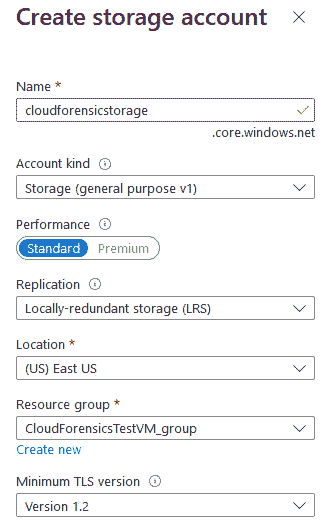 Create storage account
Name *
cloudforensicstorage
.core.windows.net
Account kind
Storage (general purpose v1)
Performance
Standard Premium
Replication
Locally-redundant storage (LRS)
Location *
(US) East US
Resource group *
CloudForensicsTestVM_group
Create new
Minimum TLS version
Version 1.2